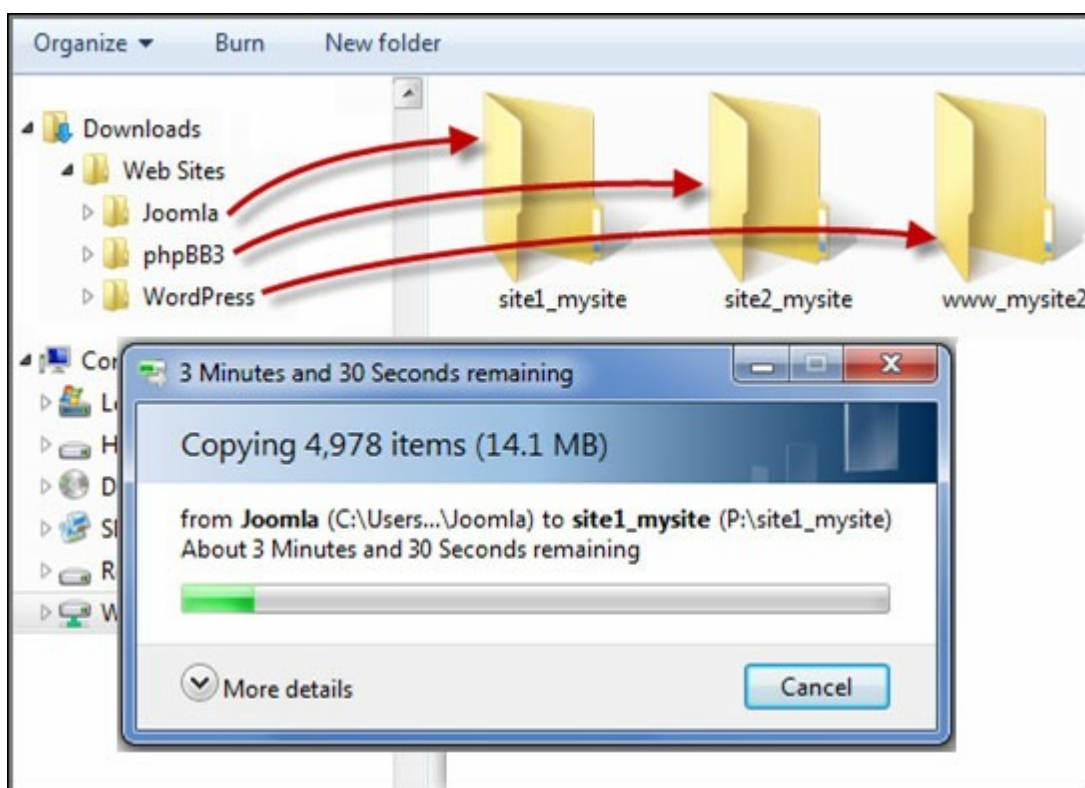 Organize Burn New folder
Downloads
Web Sites
Joomla
phpBB3
WordPress
site1_mysite site2_mysite www_mysite2
3 Minutes and 30 Seconds remaining
Copying 4,978 items (14.1 MB)
from Joomla (C:\Users...\Joomla) to site1_mysite (P:\site1_mysite)
About 3 Minutes and 30 Seconds remaining
More details Cancel